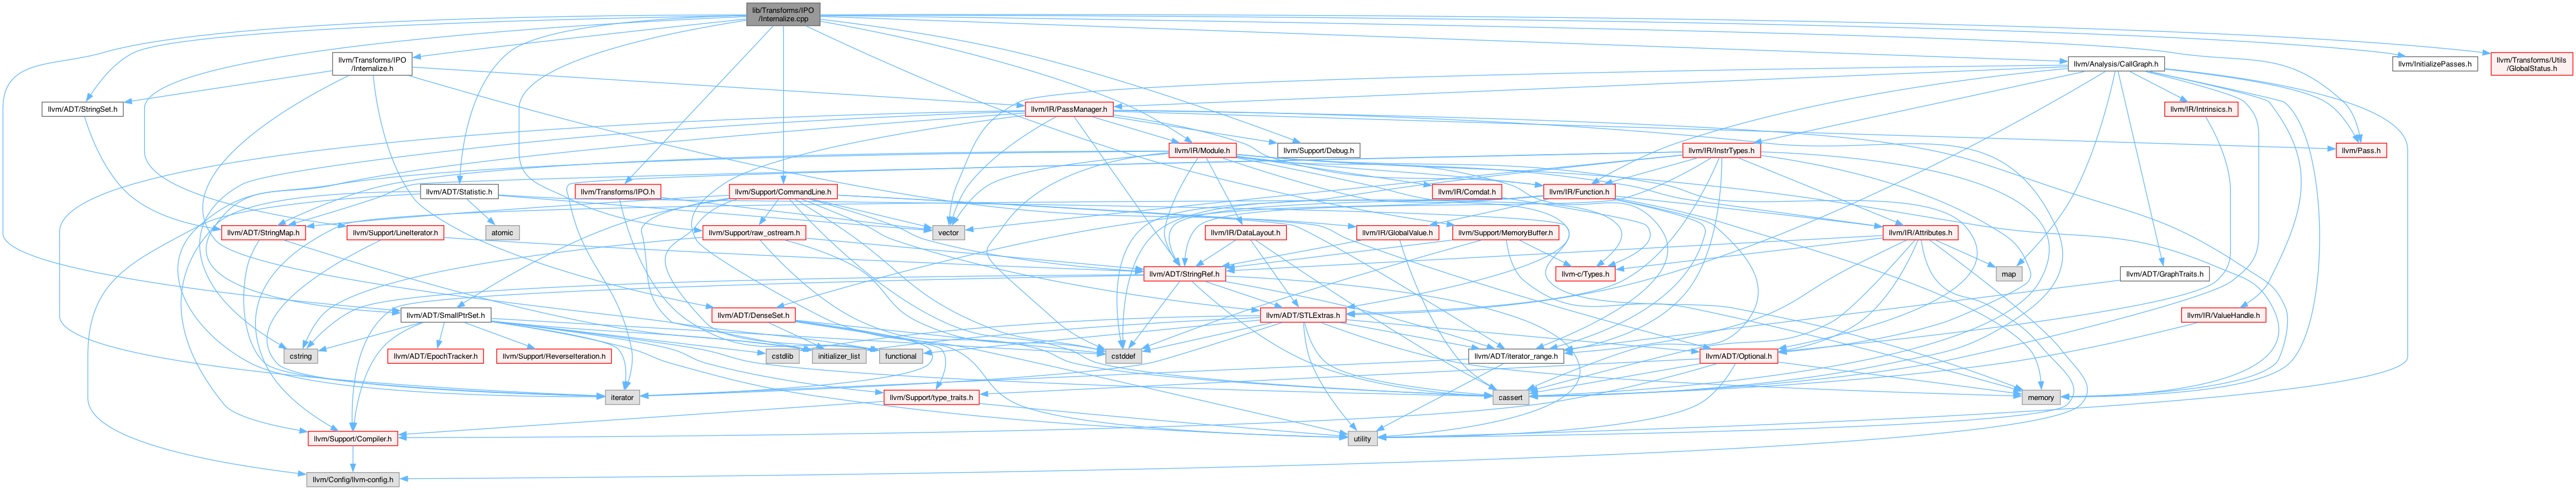 lib/Transforms/IPO
/Internalize.cpp
llvm/Transforms/IPO
/Internalize.h
llvm/Analysis/CallGraph.h
llvm/InitializePasses.h
llvm/Transforms/Utils
/GlobalStatus.h
llvm/ADT/StringSet.h
llvm/IR/PassManager.h
llvm/IR/Intrinsics.h
llvm/IR/Module.h
llvm/Support/Debug.h
llvm/IR/InstrTypes.h
llvm/Pass.h
llvm/ADT/Statistic.h
llvm/Transforms/IPO.h
llvm/Support/CommandLine.h
llvm/IR/Comdat.h
llvm/IR/Function.h
llvm/ADT/StringMap.h
llvm/Support/LineIterator.h
atomic
llvm/Support/raw_ostream.h
vector
llvm/IR/DataLayout.h
llvm/IR/GlobalValue.h
llvm/Support/MemoryBuffer.h
llvm/IR/Attributes.h
llvm/ADT/StringRef.h
llvm-c/Types.h
map
llvm/ADT/GraphTraits.h
llvm/ADT/SmallPtrSet.h
llvm/ADT/DenseSet.h
llvm/ADT/STLExtras.h
llvm/IR/ValueHandle.h
cstring
llvm/ADT/EpochTracker.h
llvm/Support/ReverseIteration.h
cstdlib
initializer_list
functional
cstddef
llvm/ADT/iterator_range.h
llvm/ADT/Optional.h
iterator
llvm/Support/type_traits.h
cassert
memory
llvm/Support/Compiler.h
utility
llvm/Config/llvm-config.h